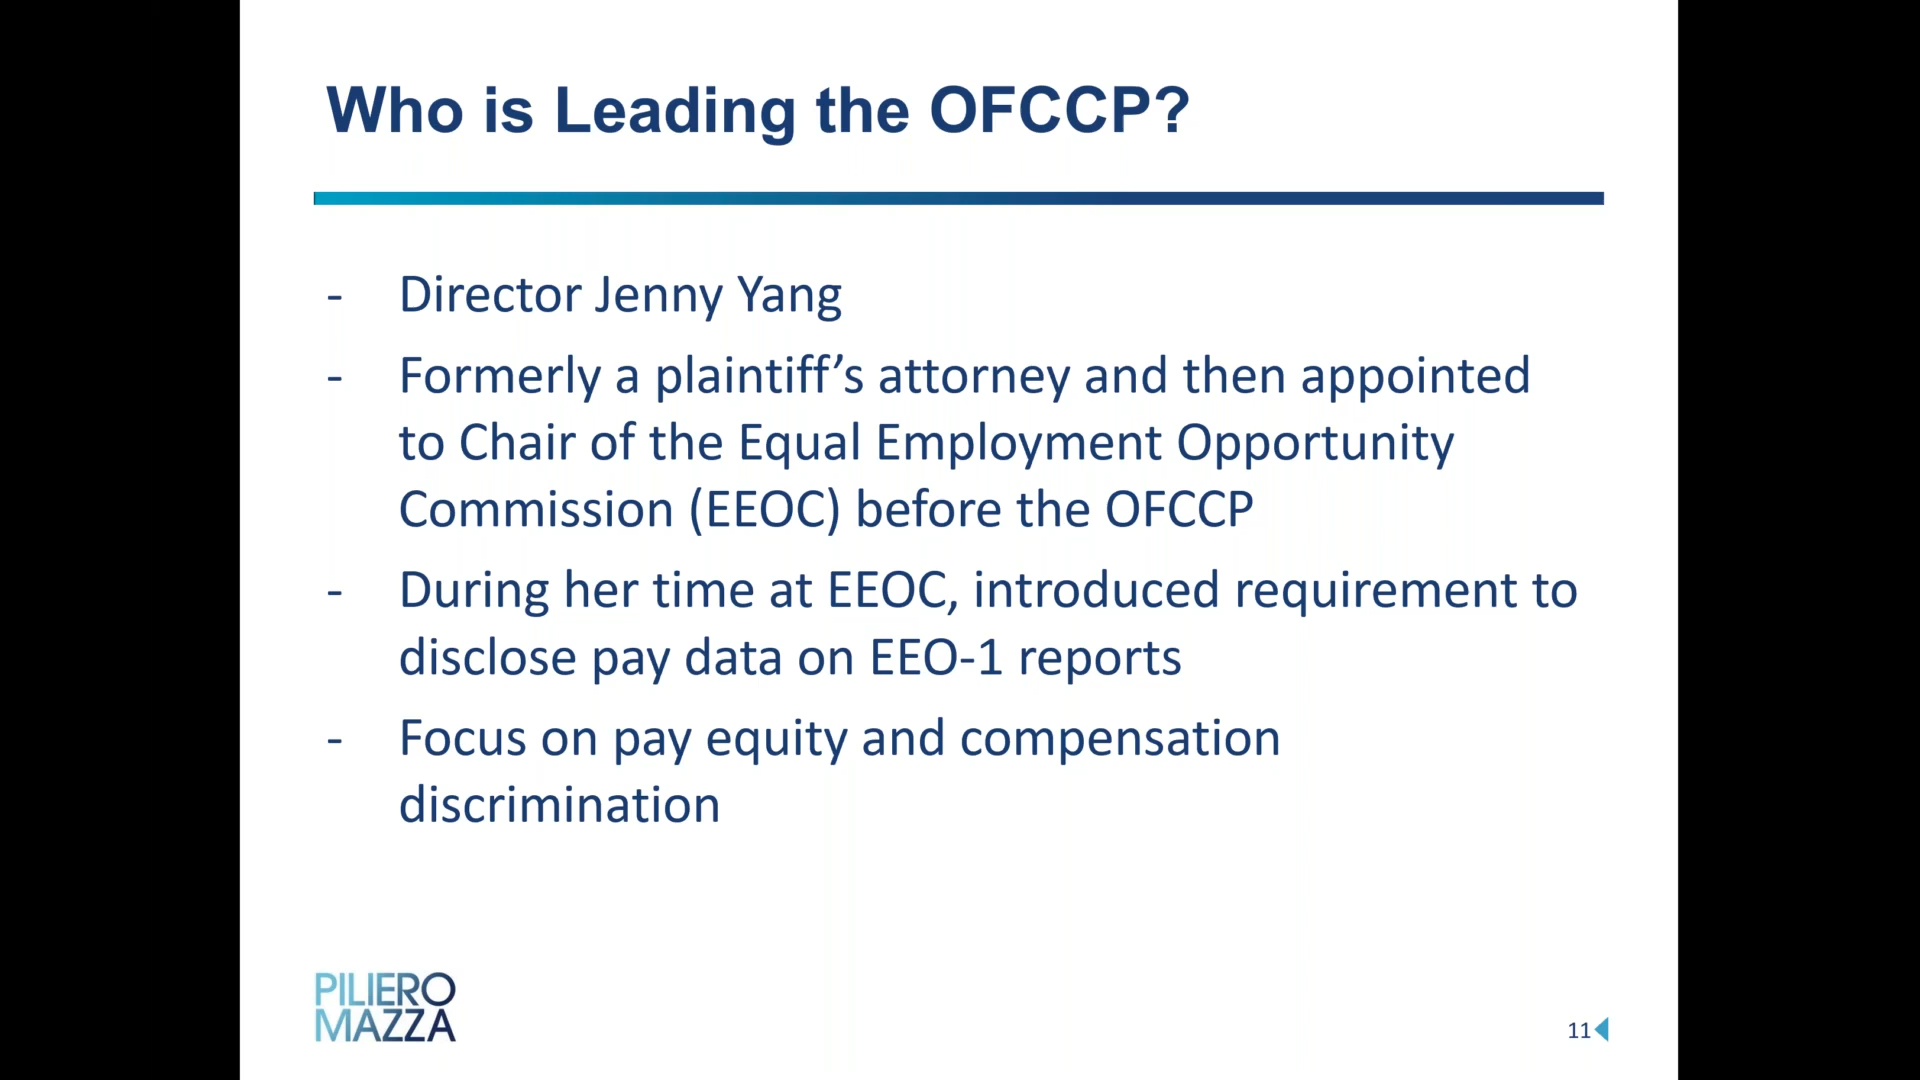 Who is Leading the OFCCP?
- Director Jenny Yang
- Formerly a plaintiff’s attorney and then appointed
to Chair of the Equal Employment Opportunity
Commission (EEOC) before the OFCCP
- During her time at EEOC, introduced requirement to
disclose pay data on EEO-1 reports
- Focus on pay equity and compensation
discrimination
PILIERO
MAZZA
11